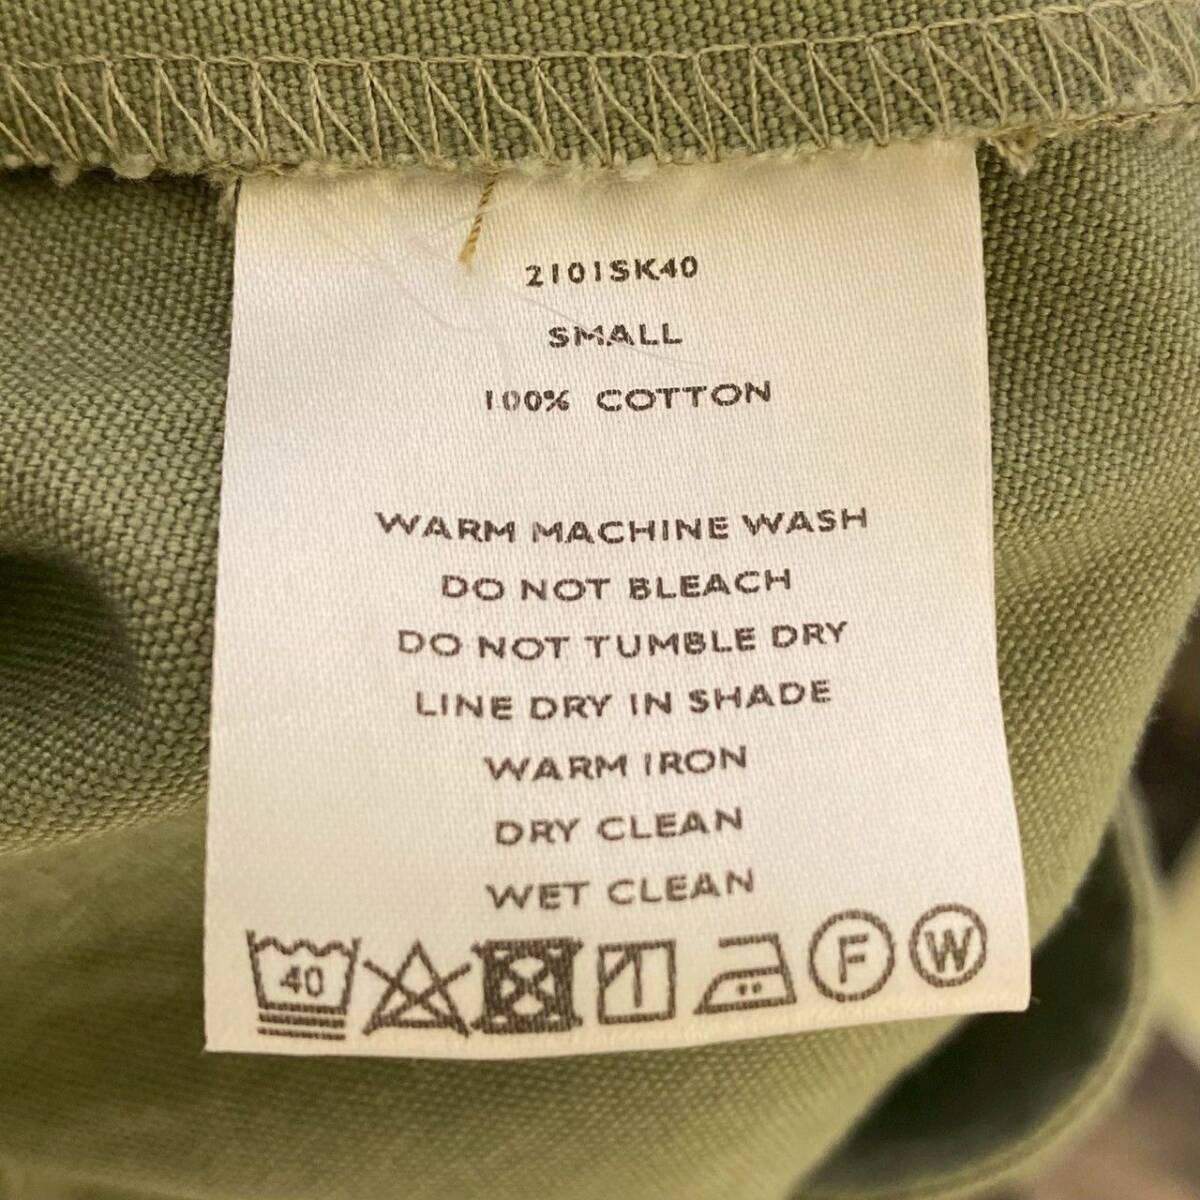 2101SK40
SMALL
100% COTTON
WARM MACHINE WASH
DO NOT BLEACH
DO NOT TUMBLE DRY
LINE DRY IN SHADE
WARM IRON
DRY CLEAN
WET CLEAN
40 F W